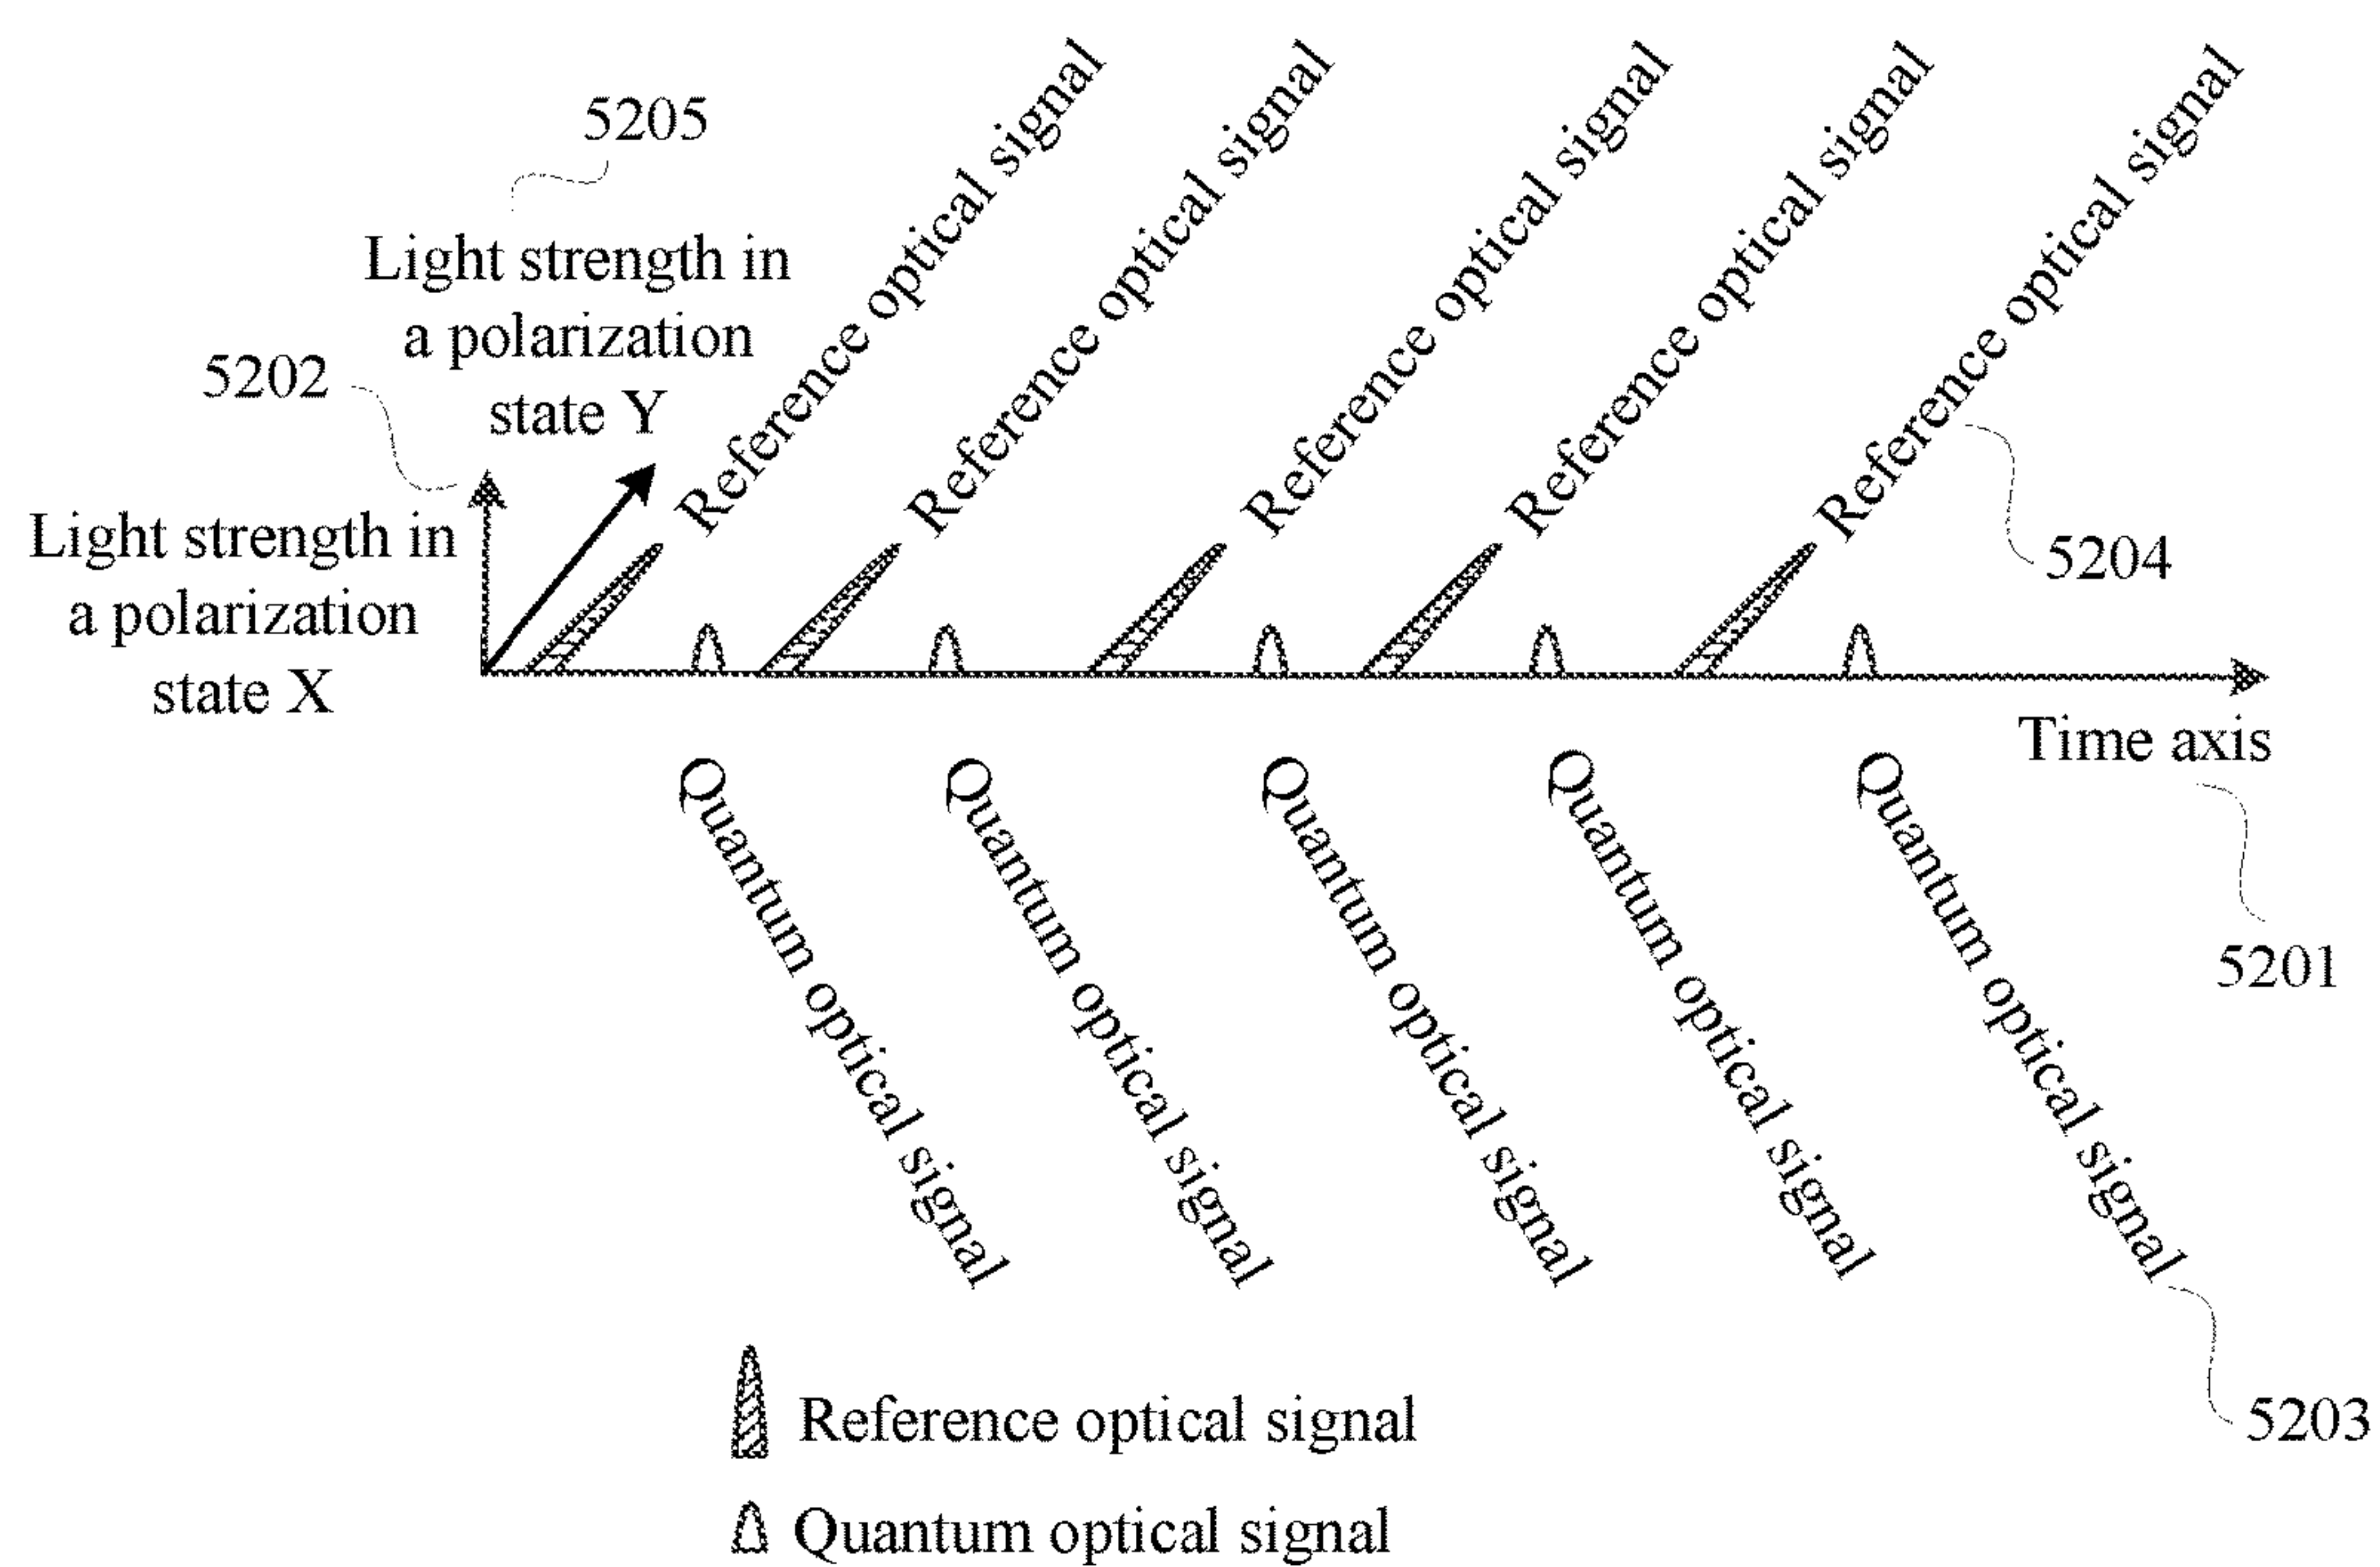 5205
Light strength in
a polarization
state Y
5202
Light strength in
a polarization
state X
Reference optical signal
Reference optical signal
Reference optical signal
Reference optical signal
Reference optical signal
5204
Time axis
5201
Quantum optical signal
Quantum optical signal
Quantum optical signal
Quantum optical signal
Quantum optical signal
5203
Reference optical signal
Quantum optical signal